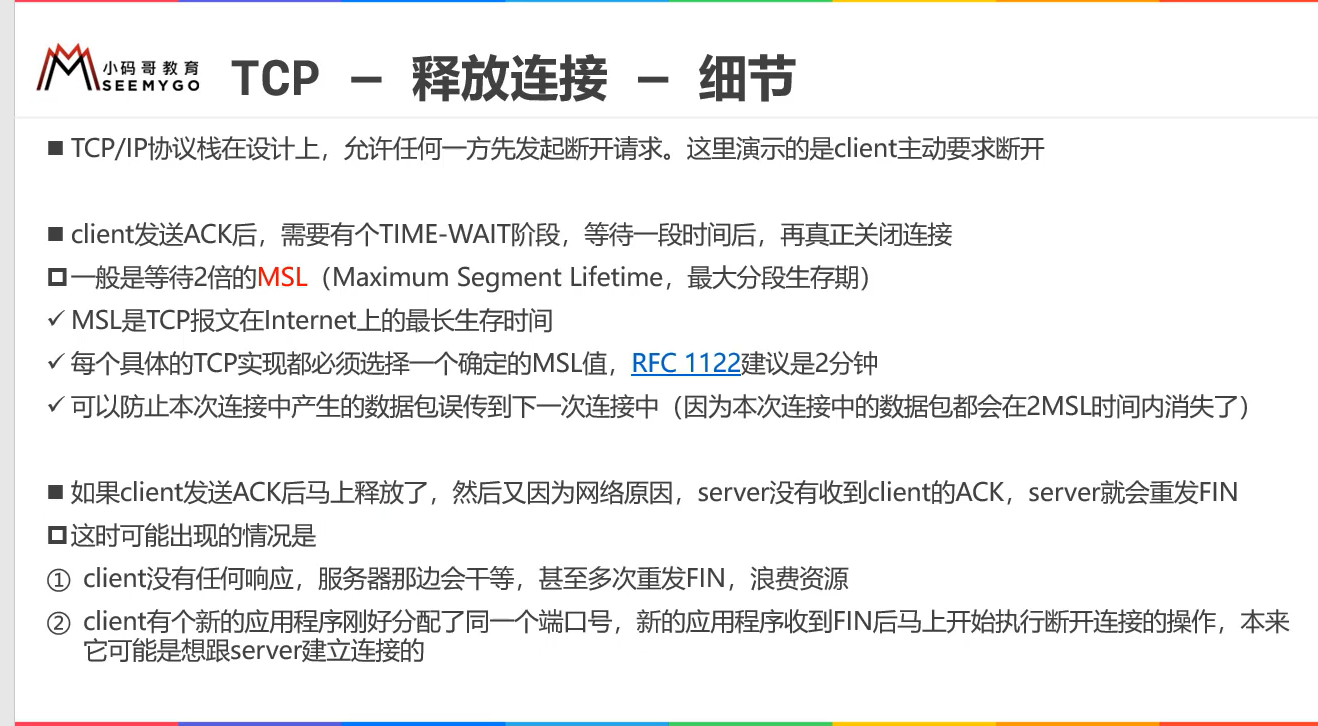 小码哥教育
SEEMYGO
TCP – 释放连接 – 细节
■ TCP/IP协议栈在设计上，允许任何一方先发起断开请求。这里演示的是client主动要求断开
■ client发送ACK后，需要有个TIME-WAIT阶段，等待一段时间后，再真正关闭连接
□ 一般是等待2倍的MSL（Maximum Segment Lifetime，最大分段生存期）
✓ MSL是TCP报文在Internet上的最长生存时间
✓ 每个具体的TCP实现都必须选择一个确定的MSL值，RFC 1122建议是2分钟
✓ 可以防止本次连接中产生的数据包误传到下一次连接中（因为本次连接中的数据包都会在2MSL时间内消失了）
■ 如果client发送ACK后马上释放了，然后又因为网络原因，server没有收到client的ACK，server就会重发FIN
□ 这时可能出现的情况是
① client没有任何响应，服务器那边会干等，甚至多次重发FIN，浪费资源
② client有个新的应用程序刚好分配了同一个端口号，新的应用程序收到FIN后马上开始执行断开连接的操作，本来
它可能是想跟server建立连接的